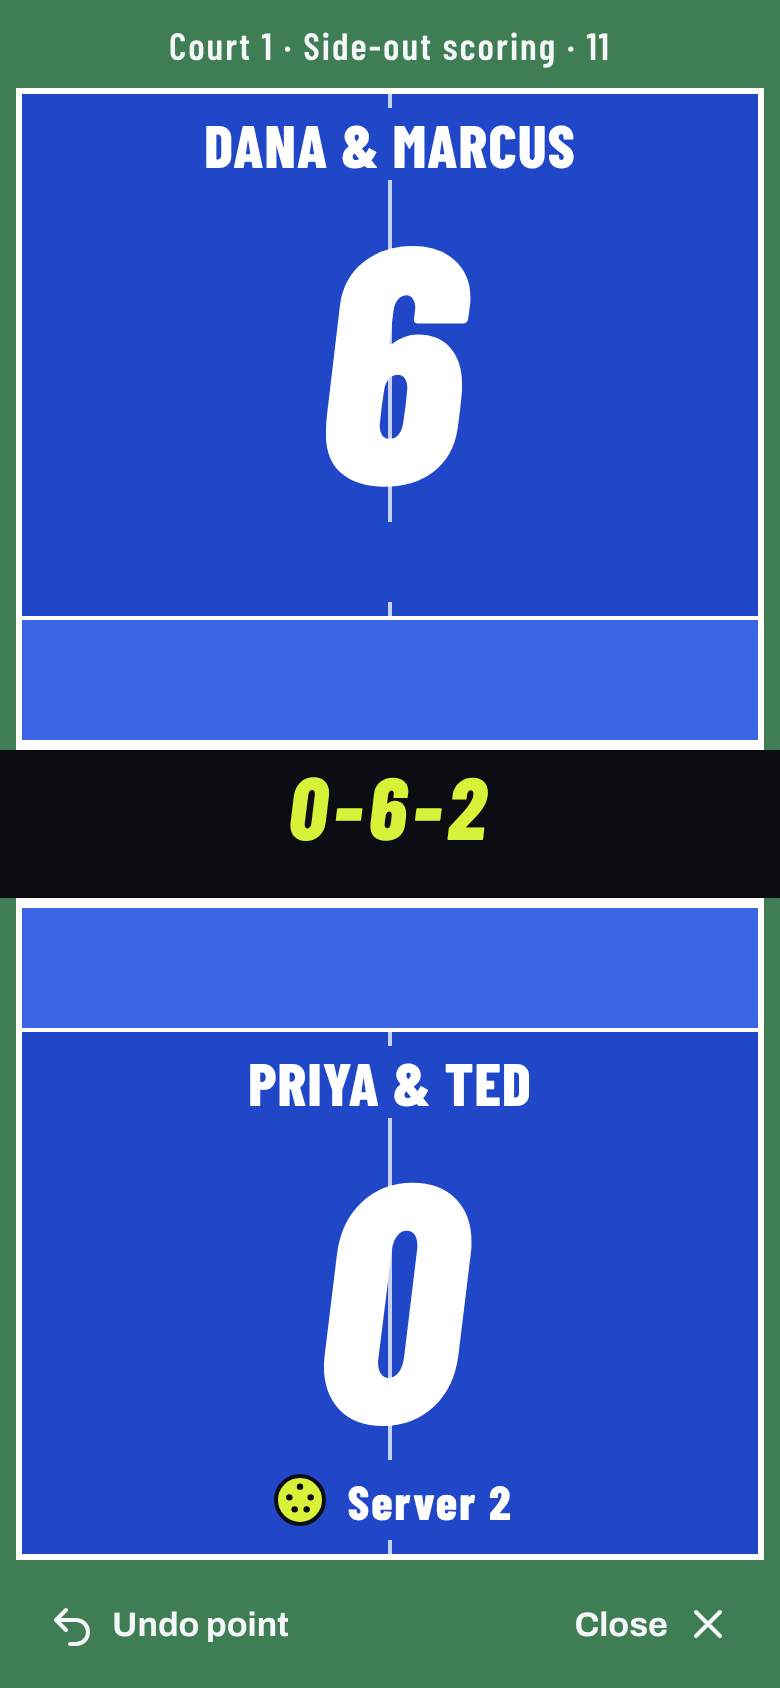 Court 1 · Side-out scoring · 11
DANA & MARCUS
6
0-6-2
PRIYA & TED
0
Server 2
Undo point
Close